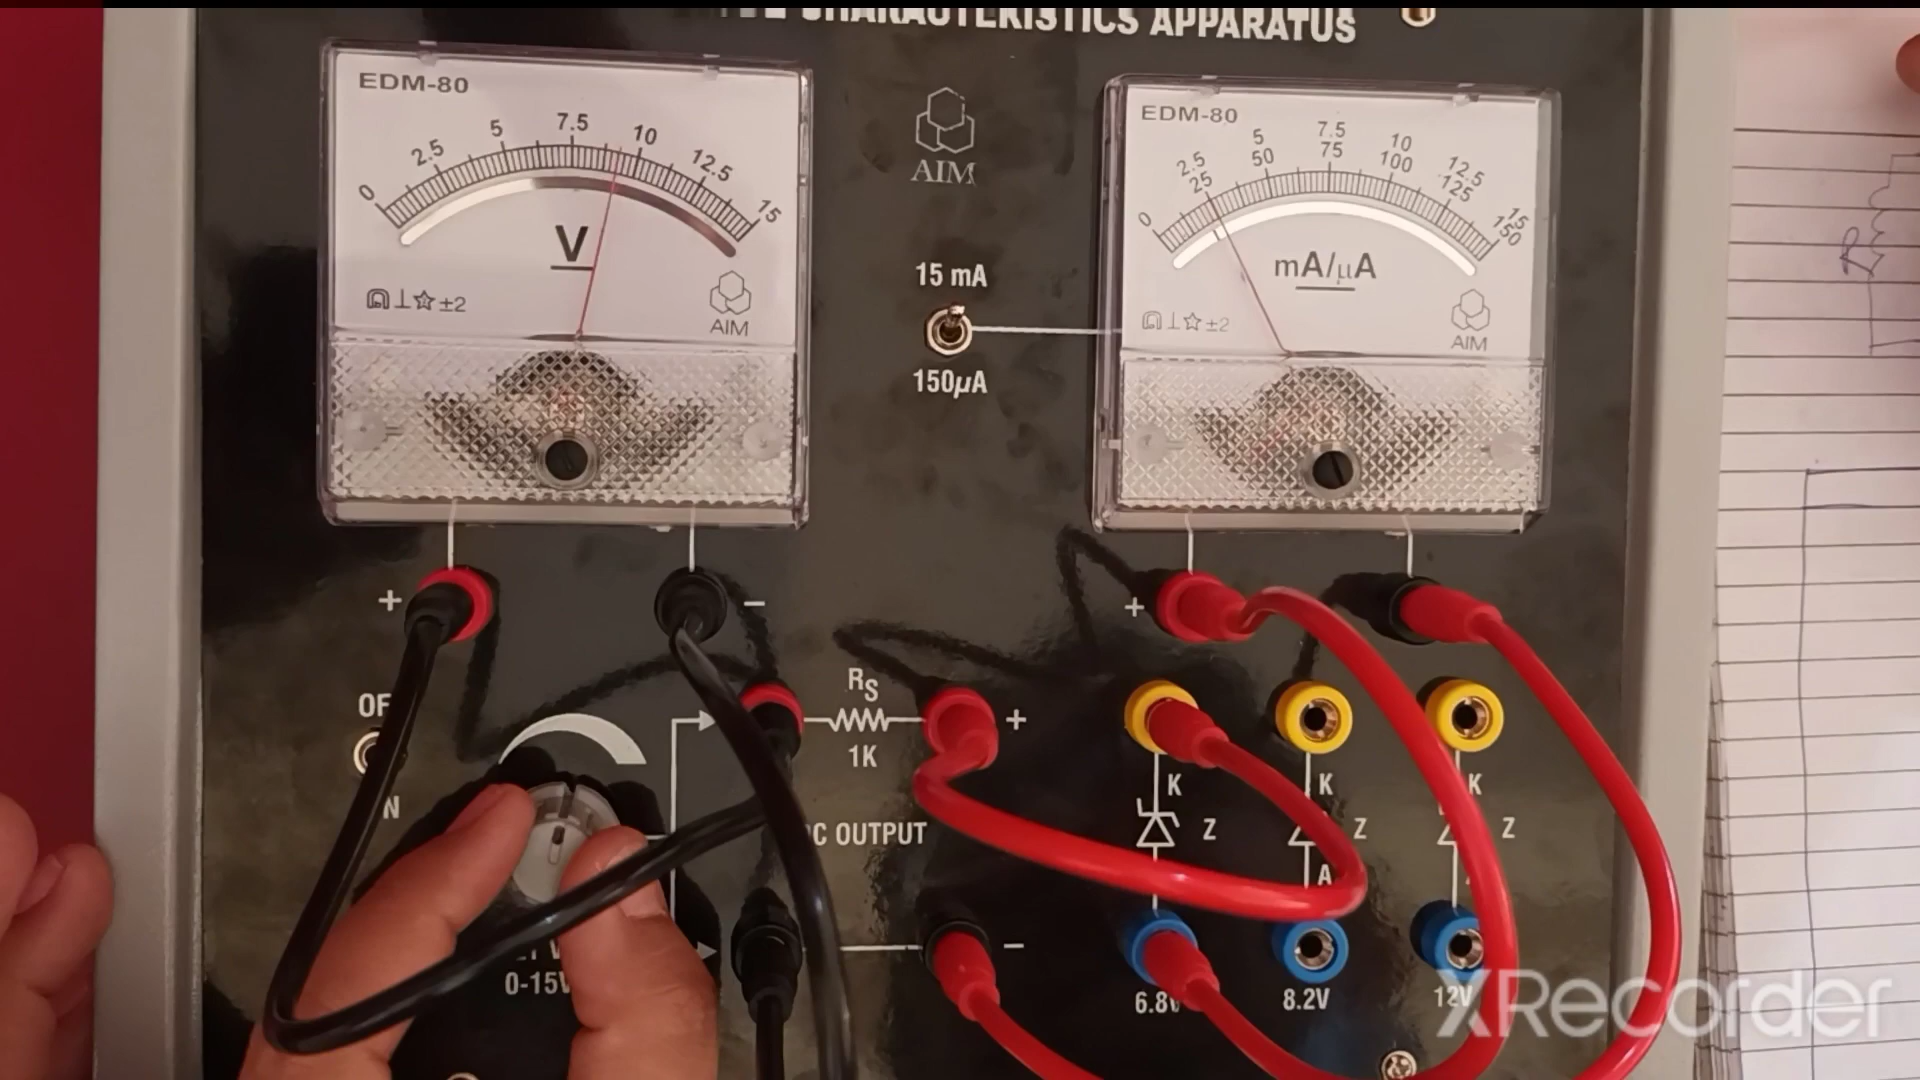 CHARACTERISTICS APPARATUS
EDM-80
0 2.5 5 7.5 10 12.5 15
V
±2
AIM
AIM
15 mA
150µA
EDM-80
0 2.5 5 7.5 10 12.5 15
25 50 75 100 125 150
mA/µA
±2
AIM
+ −
+
OF
N
RS
1K
+
DC OUTPUT
−
0-15V
K K K
Z Z Z
A
6.8V 8.2V 12V
R
XRecorder